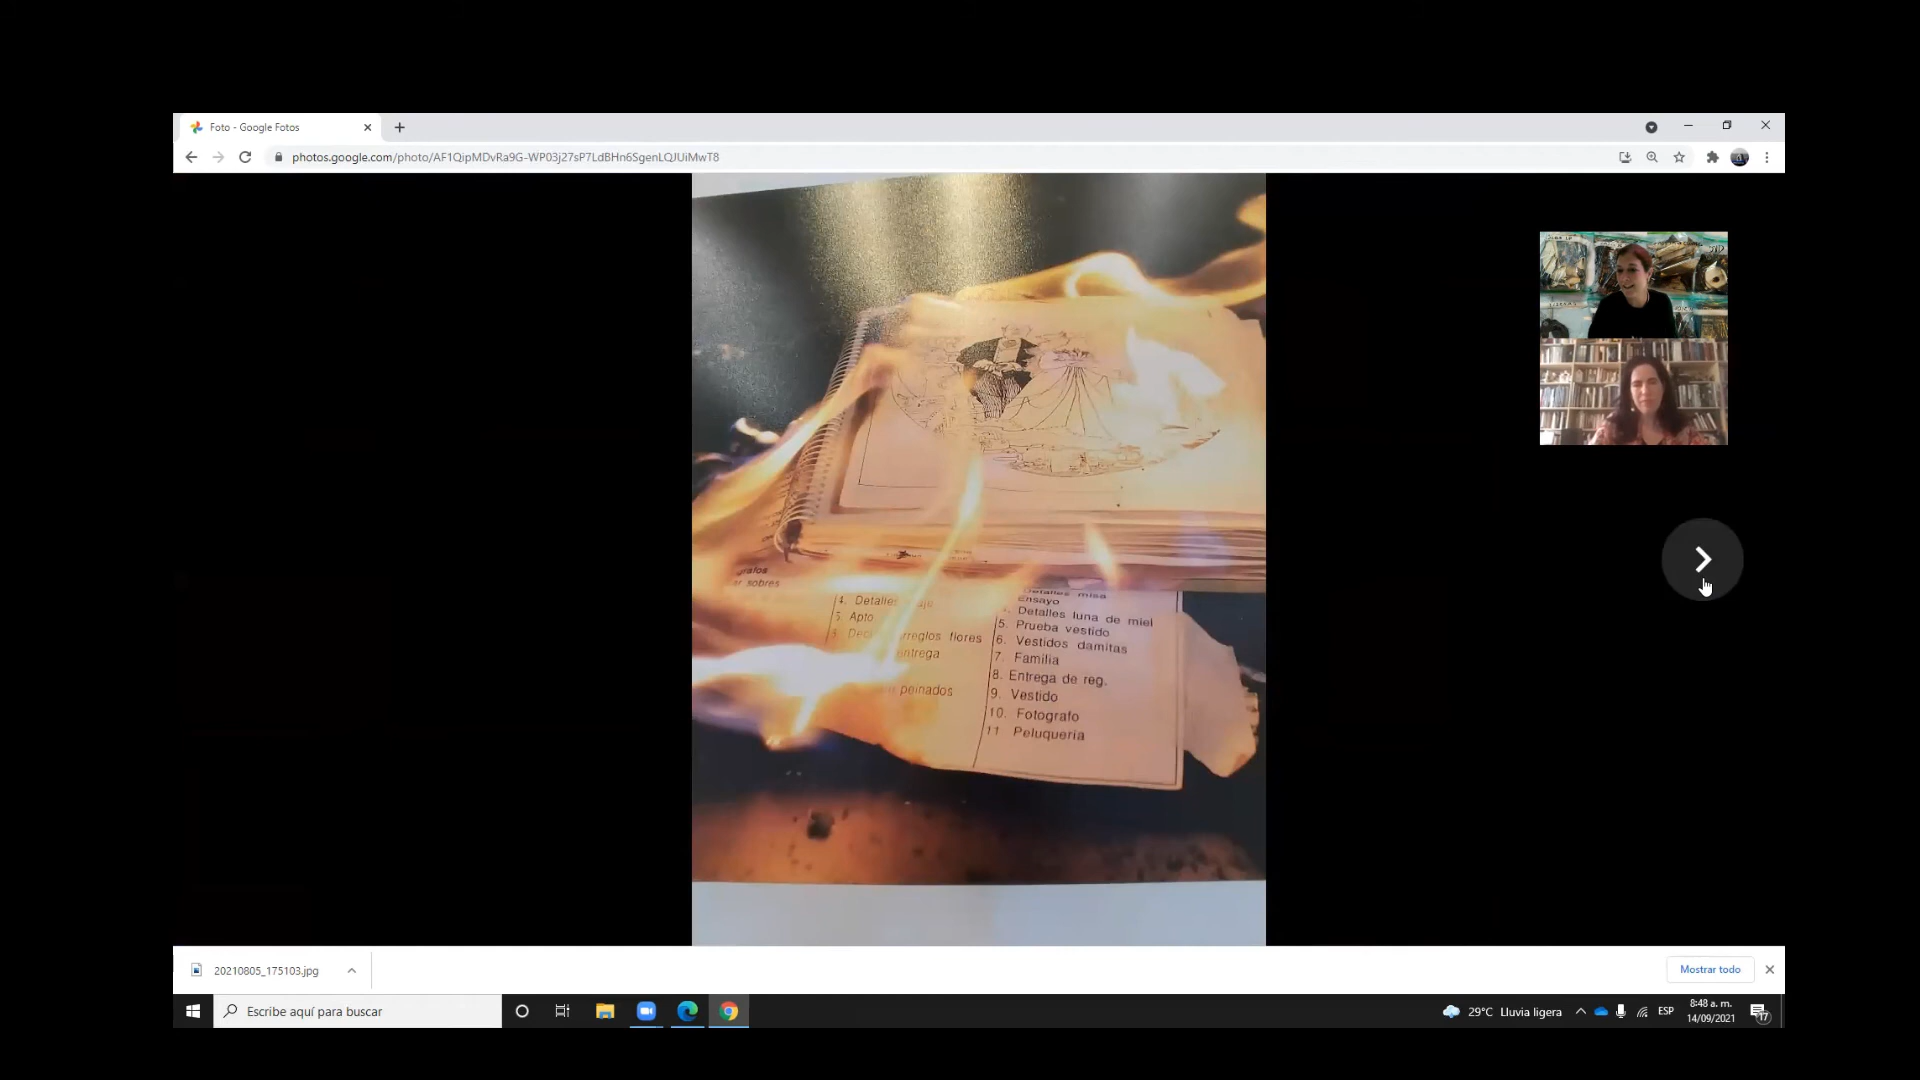 Foto - Google Fotos
photos.google.com/photo/AF1QipMDvRa9G-WP03j27sP7LdBHn6SgenLQJUiMwT8
sobres
4. Detalles
5. Apto
flores
entrega
peinados
Detalles misa
Ensayo
Detalles luna de miel
5. Prueba vestido
6. Vestidos damitas
7. Familia
8. Entrega de reg.
9. Vestido
10. Fotografo
11 Peluqueria
20210805_175103.jpg
Mostrar todo
Escribe aquí para buscar
29°C Lluvia ligera
ESP
8:48 a. m.
14/09/2021
17